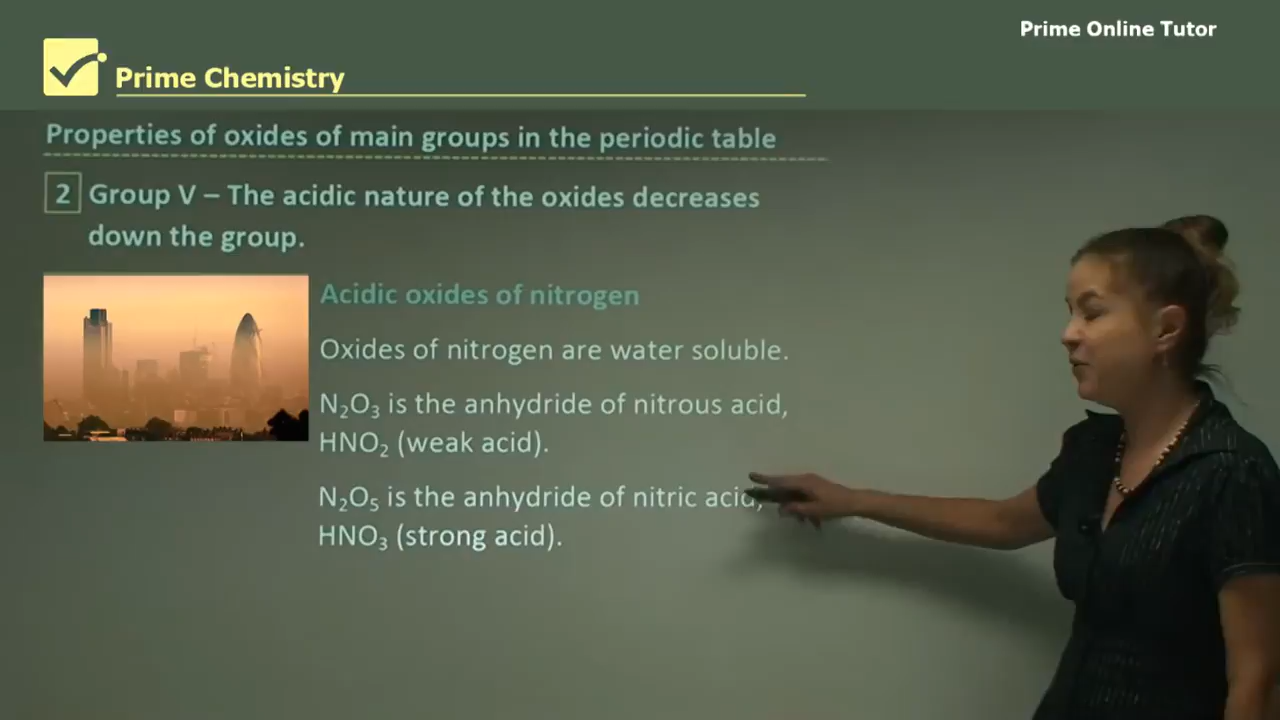 Prime Online Tutor
Prime Chemistry
Properties of oxides of main groups in the periodic table
2 Group V – The acidic nature of the oxides decreases
down the group.
Acidic oxides of nitrogen
Oxides of nitrogen are water soluble.
N₂O₃ is the anhydride of nitrous acid,
HNO₂ (weak acid).
N₂O₅ is the anhydride of nitric acid,
HNO₃ (strong acid).